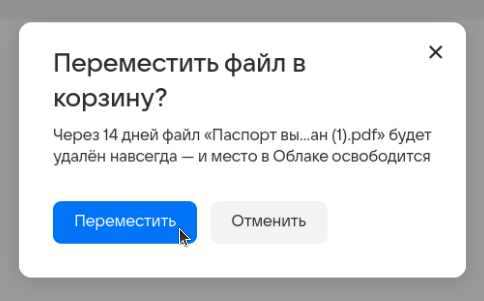 Переместить файл в
корзину?
Через 14 дней файл «Паспорт вы...ан (1).pdf» будет
удалён навсегда — и место в Облаке освободится
Переместить
Отменить